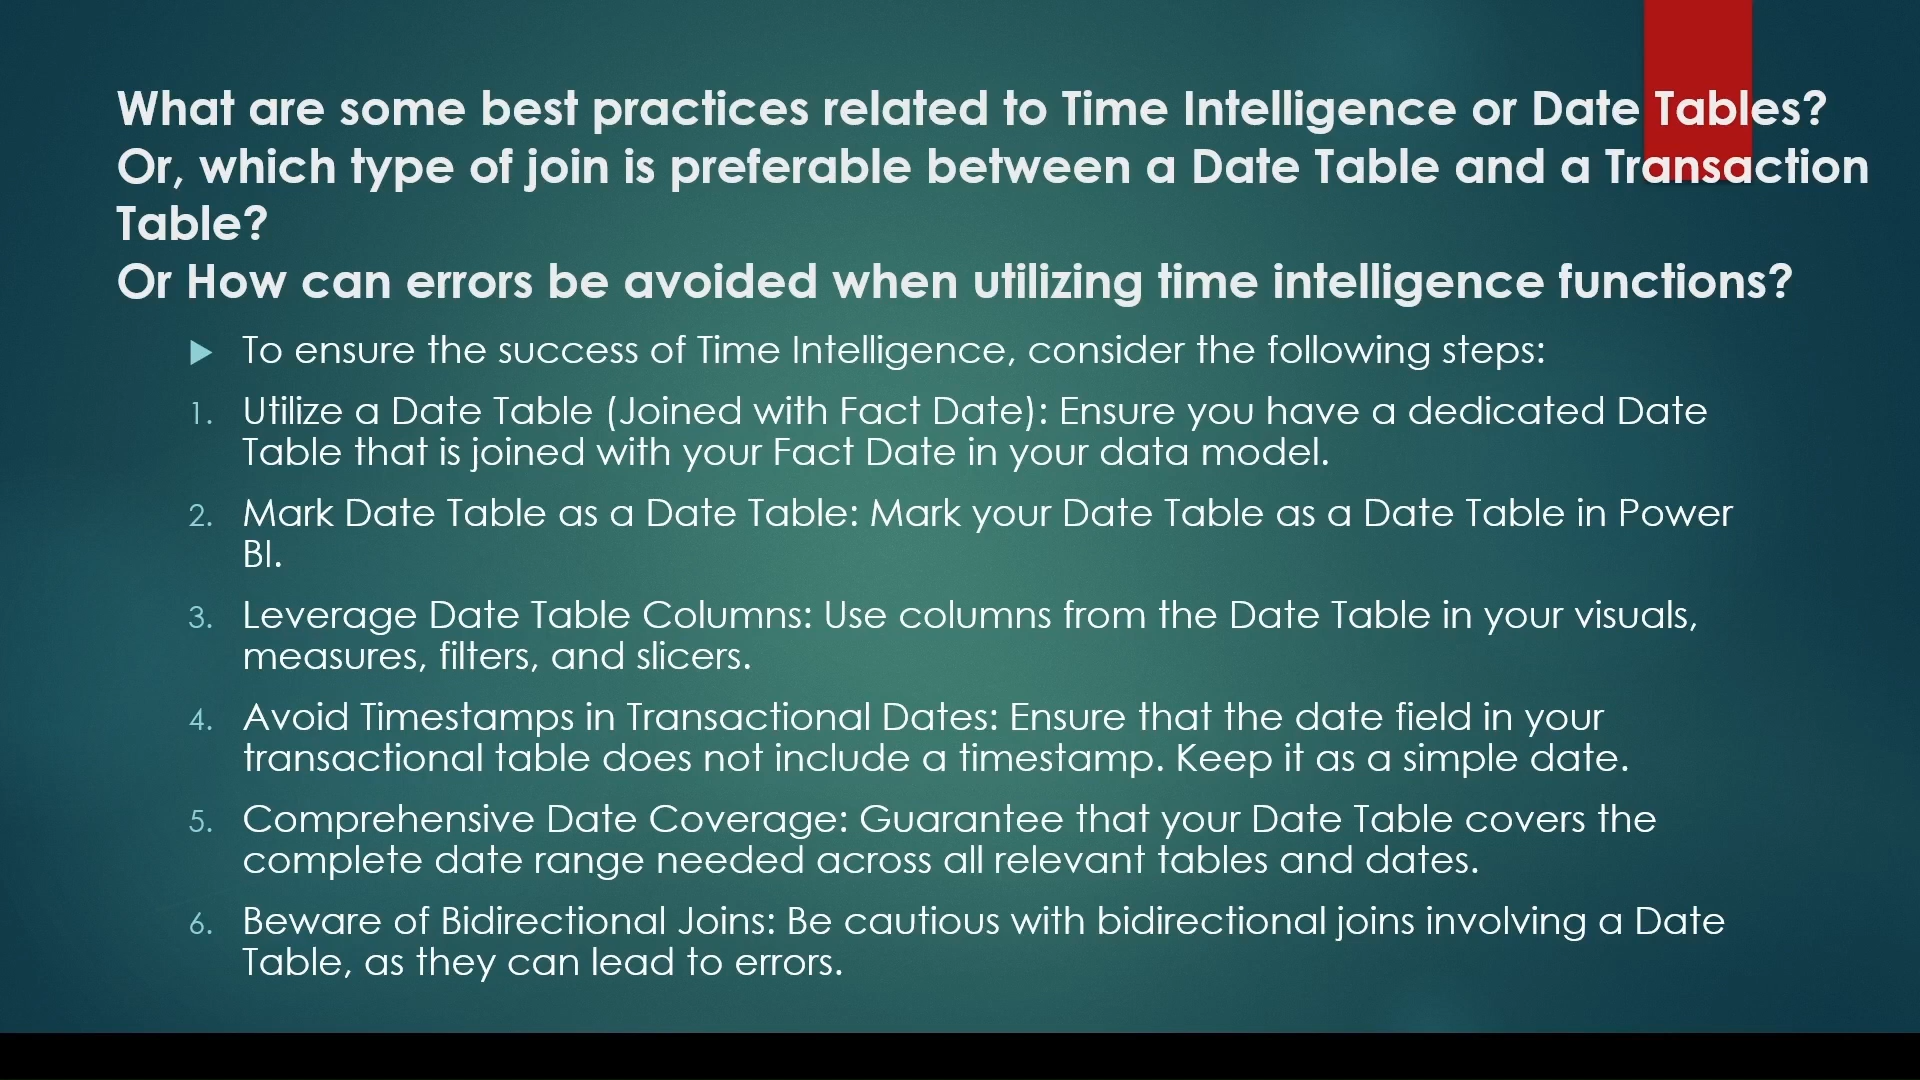 What are some best practices related to Time Intelligence or Date Tables?
Or, which type of join is preferable between a Date Table and a Transaction
Table?
Or How can errors be avoided when utilizing time intelligence functions?
To ensure the success of Time Intelligence, consider the following steps:
1. Utilize a Date Table (Joined with Fact Date): Ensure you have a dedicated Date
Table that is joined with your Fact Date in your data model.
2. Mark Date Table as a Date Table: Mark your Date Table as a Date Table in Power
BI.
3. Leverage Date Table Columns: Use columns from the Date Table in your visuals,
measures, filters, and slicers.
4. Avoid Timestamps in Transactional Dates: Ensure that the date field in your
transactional table does not include a timestamp. Keep it as a simple date.
5. Comprehensive Date Coverage: Guarantee that your Date Table covers the
complete date range needed across all relevant tables and dates.
6. Beware of Bidirectional Joins: Be cautious with bidirectional joins involving a Date
Table, as they can lead to errors.